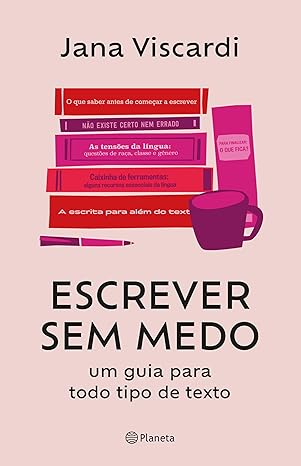 Jana Viscardi
O que saber antes de começar a escrever
NÃO EXISTE CERTO NEM ERRADO
As tensões da língua:
questões de raça, classe e gênero
Caixinha de ferramentas:
alguns recursos essenciais da língua
A escrita para além do text
PARA FINALIZAR:
O QUE FICA?
ESCREVER
SEM MEDO
um guia para
todo tipo de texto
Planeta